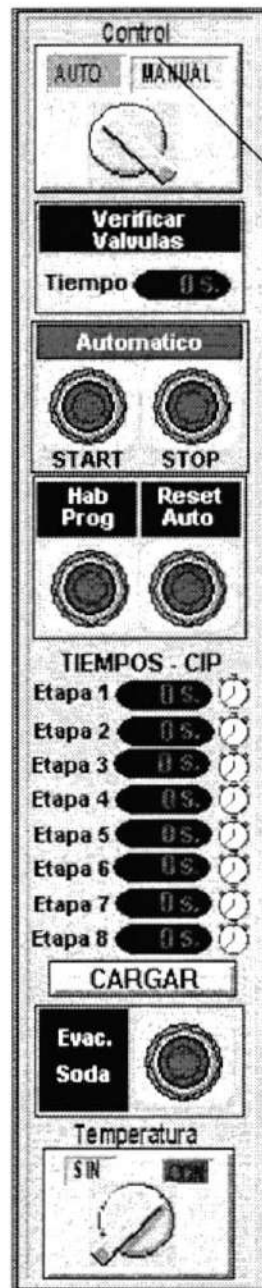 Control
AUTO MANUAL
Verificar
Valvulas
Tiempo 0 s.
Automatico
START STOP
Hab Reset
Prog Auto
TIEMPOS - CIP
Etapa 1 0 s.
Etapa 2 0 s.
Etapa 3 0 s.
Etapa 4 0 s.
Etapa 5 0 s.
Etapa 6 0 s.
Etapa 7 0 s.
Etapa 8 0 s.
CARGAR
Evac.
Soda
Temperatura
SIN CON